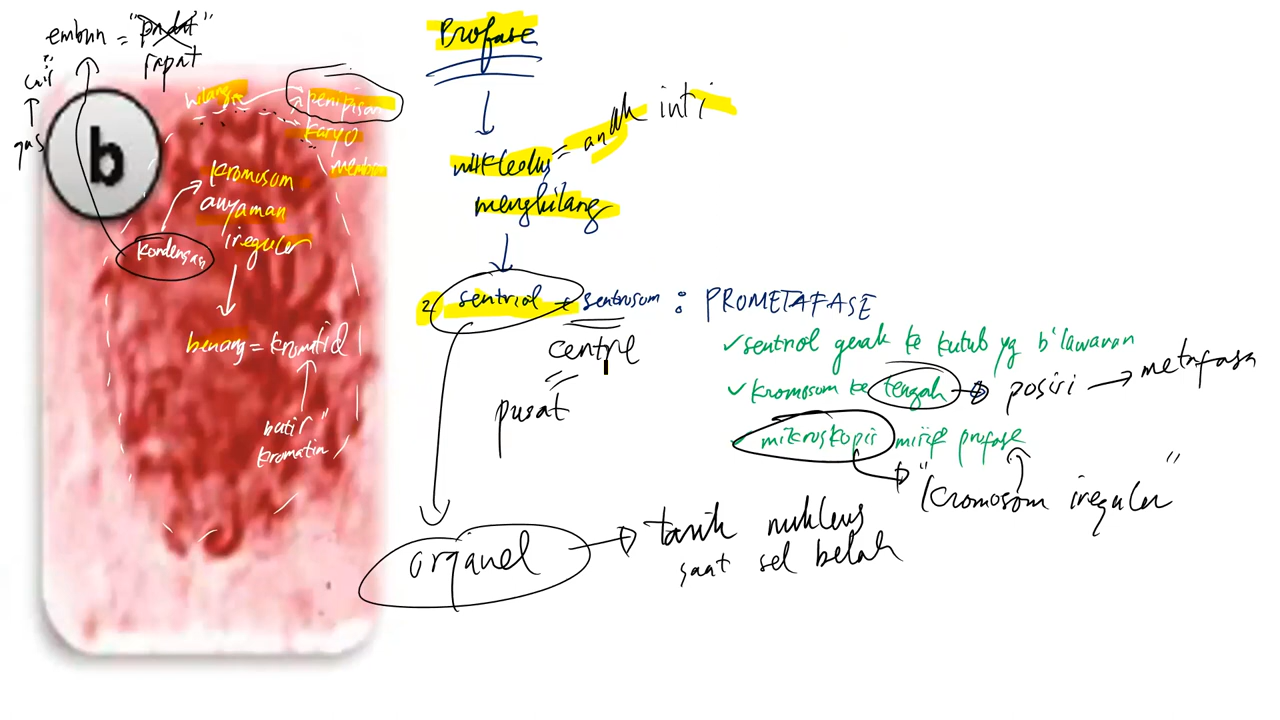 embun = "padat"
rapat
cair
gas
b
hilang
penipisan
karyo
membran
kromosom
anyaman
ireguler
kondensasi
benang = kromatid
butir"
kromatin
Profase
nukleolus = anak inti
menghilang
2 sentriol = sentrosom : PROMETAFASE
centre
pusat
✓ sentrol gerak ke kutub yg b'lawanan
✓ kromosom ke tengah → posisi → metafase
✓ mikroskopis mirip profase
"kromosom ireguler"
organel → tarik nukleus
saat sel belah